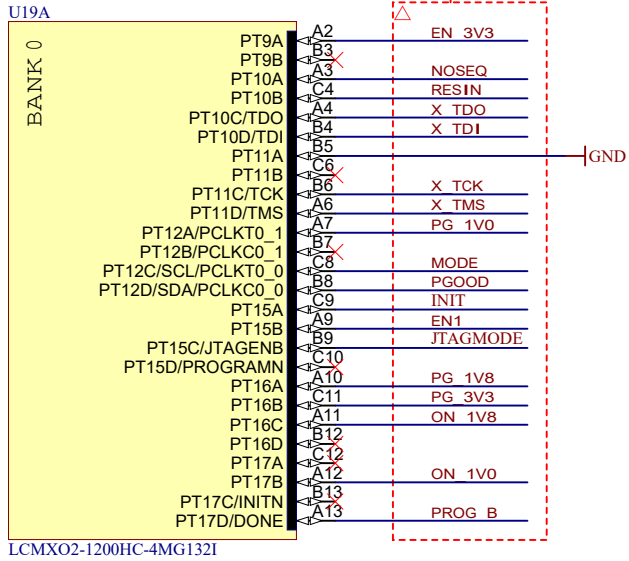 U19A
BANK 0
PT9A A2 EN_3V3
PT9B B3
PT10A A3 NOSEQ
PT10B C4 RESIN
PT10C/TDO A4 X_TDO
PT10D/TDI B4 X_TDI
PT11A B5 GND
PT11B C6
PT11C/TCK B6 X_TCK
PT11D/TMS A6 X_TMS
PT12A/PCLKT0_1 A7 PG_1V0
PT12B/PCLKC0_1 B7
PT12C/SCL/PCLKT0_0 C8 MODE
PT12D/SDA/PCLKC0_0 B8 PGOOD
PT15A C9 INIT
PT15B A9 EN1
PT15C/JTAGENB B9 JTAGMODE
PT15D/PROGRAMN C10
PT16A A10 PG_1V8
PT16B C11 PG_3V3
PT16C A11 ON_1V8
PT16D B12
PT17A C12
PT17B A12 ON_1V0
PT17C/INITN B13
PT17D/DONE A13 PROG_B
LCMXO2-1200HC-4MG132I